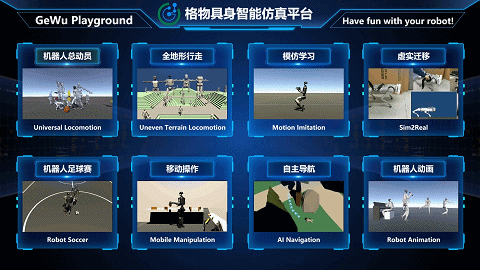 GeWu Playground
格物具身智能仿真平台
Have fun with your robot!
机器人总动员
全地形行走
模仿学习
虚实迁移
Universal Locomotion
Uneven Terrain Locomotion
Motion Imitation
Sim2Real
机器人足球赛
移动操作
自主导航
机器人动画
Robot Soccer
Mobile Manipulation
AI Navigation
Robot Animation